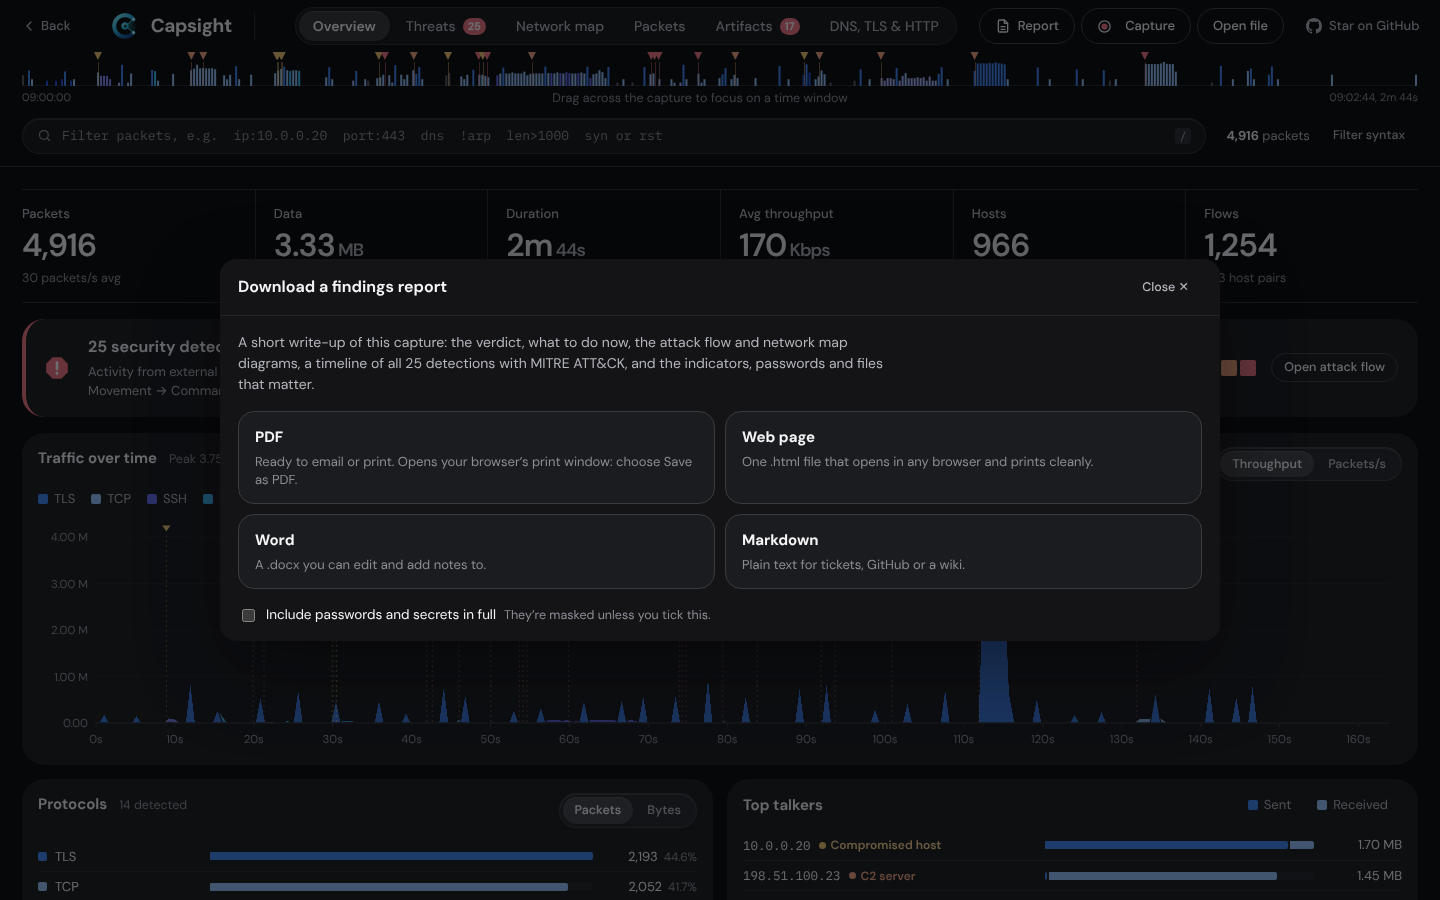 Back
Capsight
Overview
Threats 25
Network map
Packets
Artifacts 17
DNS, TLS & HTTP
Report
Capture
Open file
Star on GitHub
09:00:00
Drag across the capture to focus on a time window
09:02:44, 2m 44s
Filter packets, e.g. ip:10.0.0.20 port:443 dns !arp len>1000 syn or rst
/
4,916 packets
Filter syntax
Packets
4,916
30 packets/s avg
Data
3.33 MB
Duration
2m 44s
Avg throughput
170 Kbps
Hosts
966
Flows
1,254
3 host pairs
Download a findings report
Close ×
A short write-up of this capture: the verdict, what to do now, the attack flow and network map
diagrams, a timeline of all 25 detections with MITRE ATT&CK, and the indicators, passwords and files
that matter.
PDF
Ready to email or print. Opens your browser's print window: choose Save
as PDF.
Web page
One .html file that opens in any browser and prints cleanly.
Word
A .docx you can edit and add notes to.
Markdown
Plain text for tickets, GitHub or a wiki.
Include passwords and secrets in full They're masked unless you tick this.
25 security
Activity from external
Movement →
Open attack flow
Traffic over time
Peak 3.75
Throughput
Packets/s
TLS
TCP
SSH
4.00 M
3.00 M
2.00 M
1.00 M
0.00
0s
10s
20s
30s
40s
50s
60s
70s
80s
90s
100s
110s
120s
130s
140s
150s
160s
Protocols
14 detected
Packets
Bytes
TLS
2,193 44.6%
TCP
2,052 41.7%
Top talkers
Sent
Received
10.0.0.20
Compromised host
1.70 MB
198.51.100.23
C2 server
1.45 MB